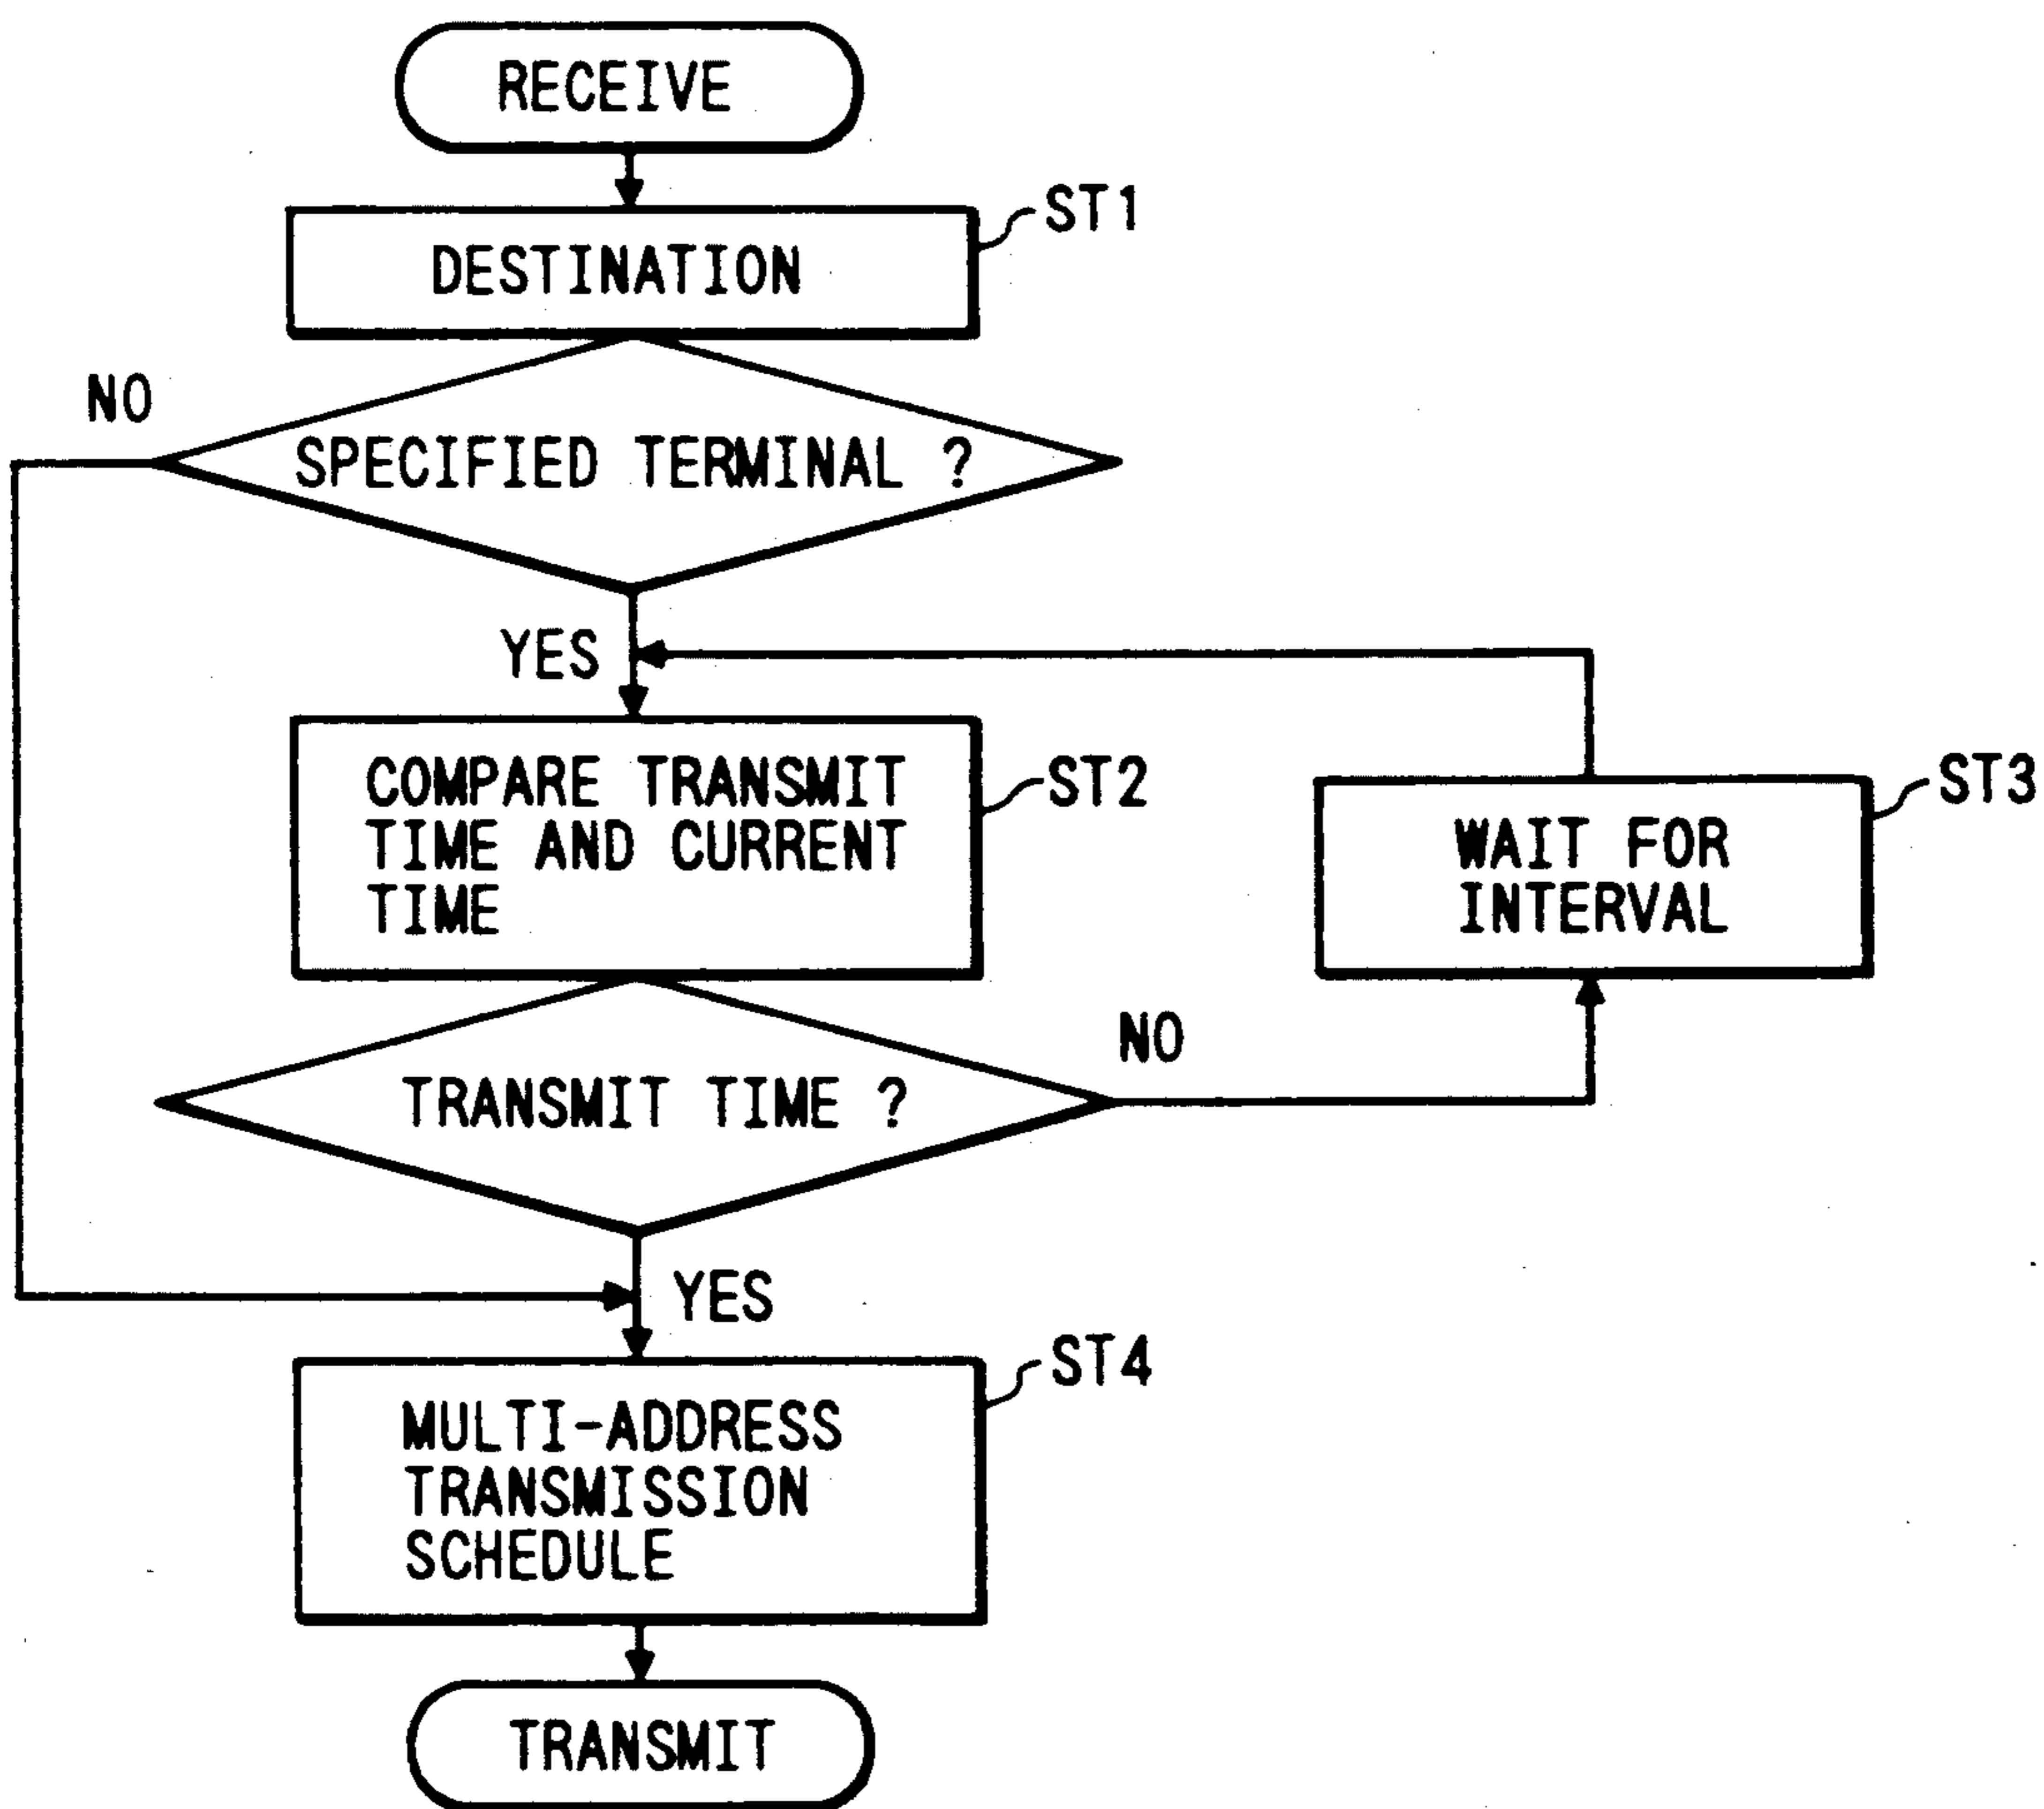 RECEIVE
DESTINATION
ST1
NO
SPECIFIED TERMINAL ?
YES
COMPARE TRANSMIT
TIME AND CURRENT
TIME
ST2
WAIT FOR
INTERVAL
ST3
TRANSMIT TIME ?
NO
YES
MULTI-ADDRESS
TRANSMISSION
SCHEDULE
ST4
TRANSMIT